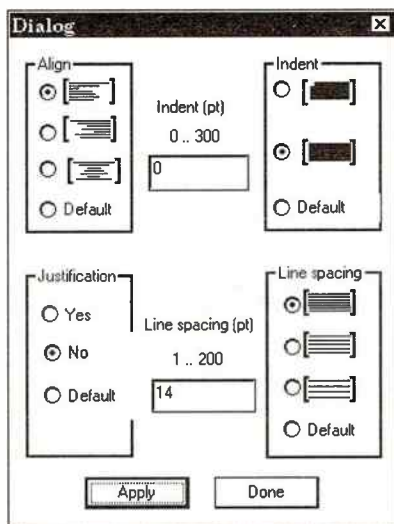 Dialog
Align
Default
Indent (pt)
0 .. 300
0
Indent
Default
Justification
Yes
No
Default
Line spacing (pt)
1 .. 200
14
Line spacing
Default
Apply
Done